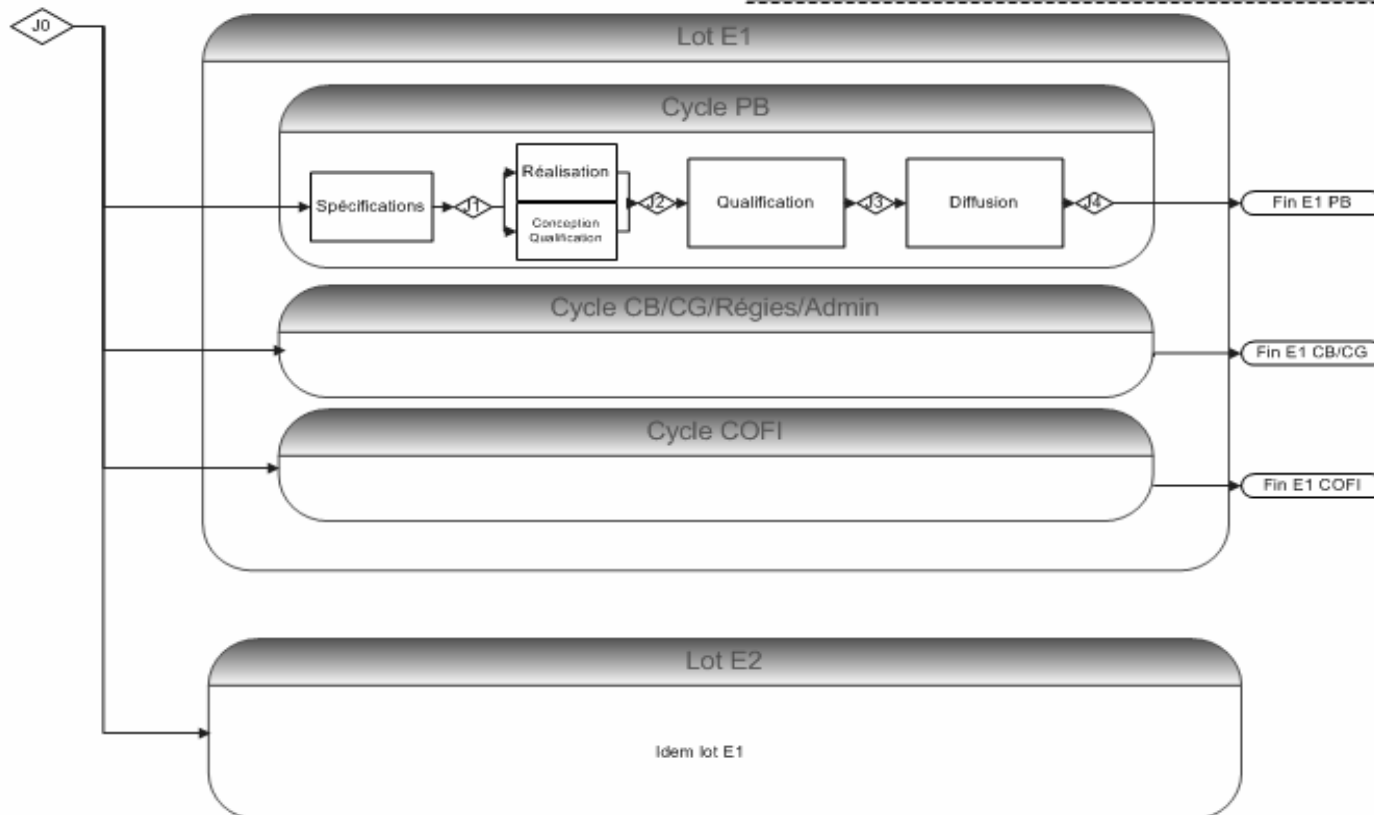 J0
Lot E1
Cycle PB
Spécifications
J1
Réalisation
Conception
Qualification
J2
Qualification
J3
Diffusion
J4
Fin E1 PB
Cycle CB/CG/Régies/Admin
Fin E1 CB/CG
Cycle COFI
Fin E1 COFI
Lot E2
Idem lot E1